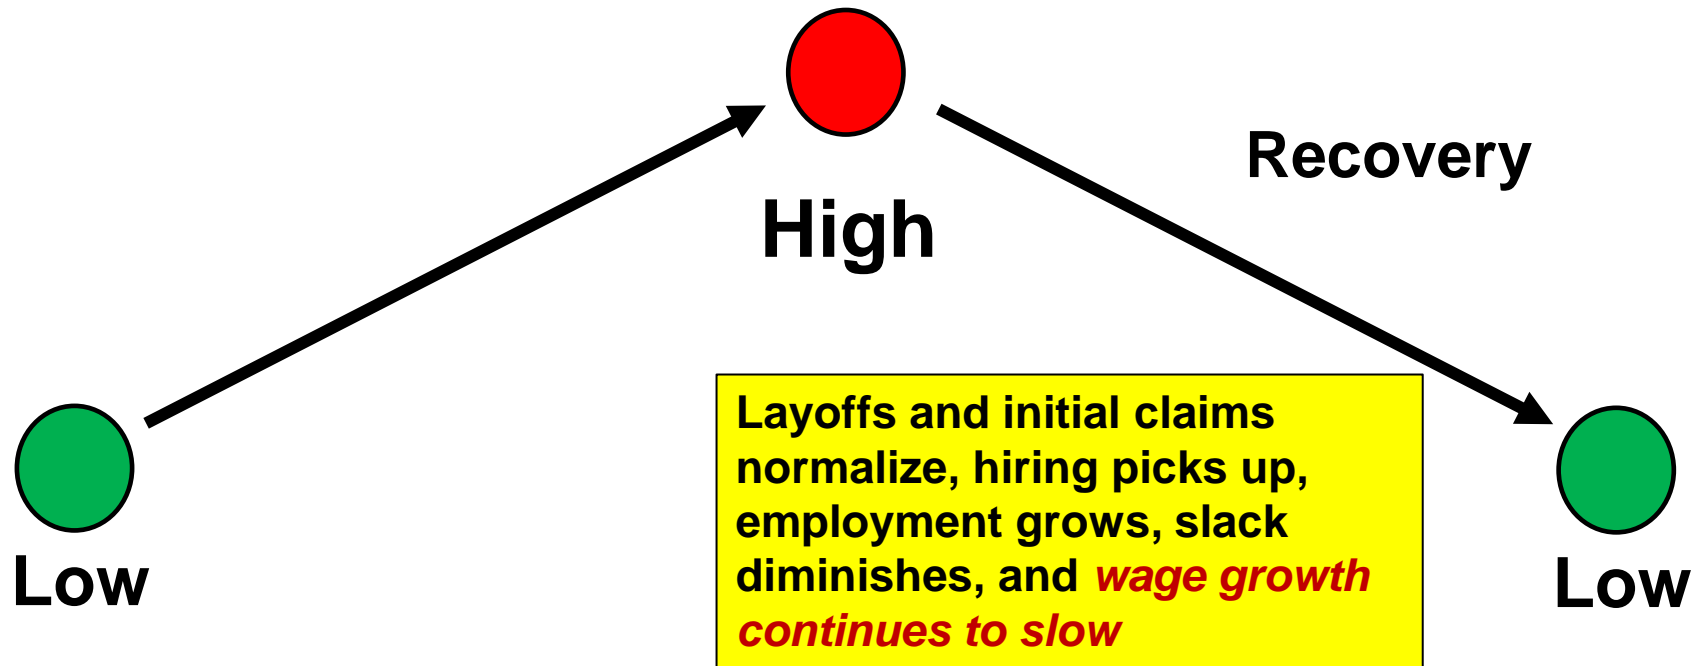 Recovery
High
Layoffs and initial claims
normalize, hiring picks up,
employment grows, slack
diminishes, and wage growth
continues to slow
Low
Low